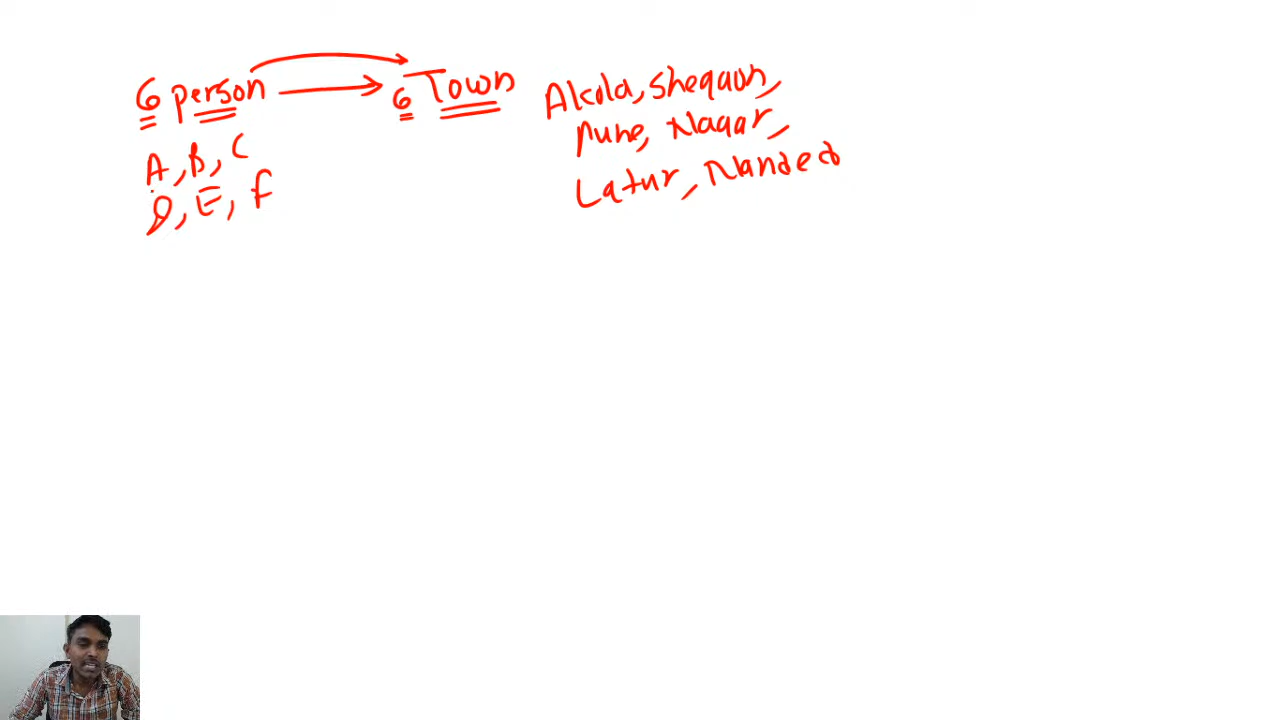 6 person → 6 Town
Akola, Shegaon,
Pune, Nagar,
Latur, Nanded
A, B, C
D, E, F